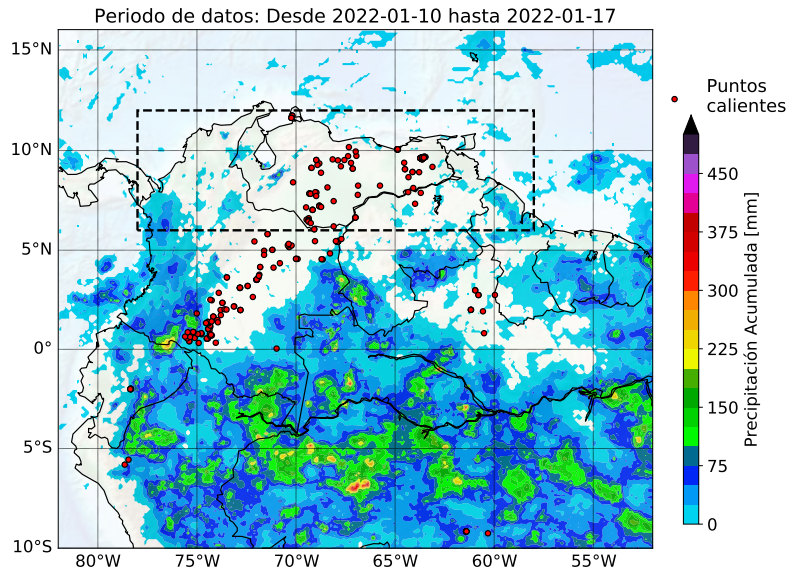 Periodo de datos: Desde 2022-01-10 hasta 2022-01-17
15°N
10°N
5°N
0°
5°S
10°S
80°W
75°W
70°W
65°W
60°W
55°W
Puntos
calientes
450
375
300
225
150
75
0
Precipitación Acumulada [mm]